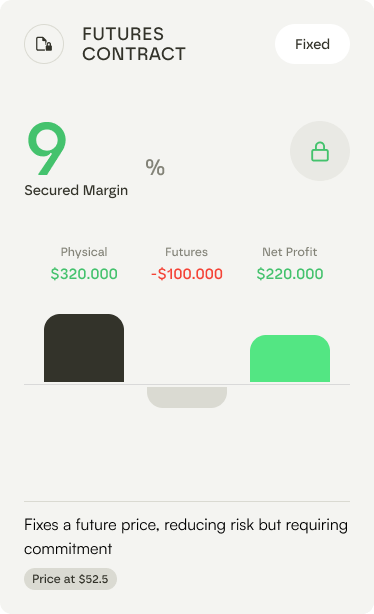 FUTURES
CONTRACT
Fixed
9
%
Secured Margin
Physical
Futures
Net Profit
$320.000
-$100.000
$220.000
Fixes a future price, reducing risk but requiring
commitment
Price at $52.5